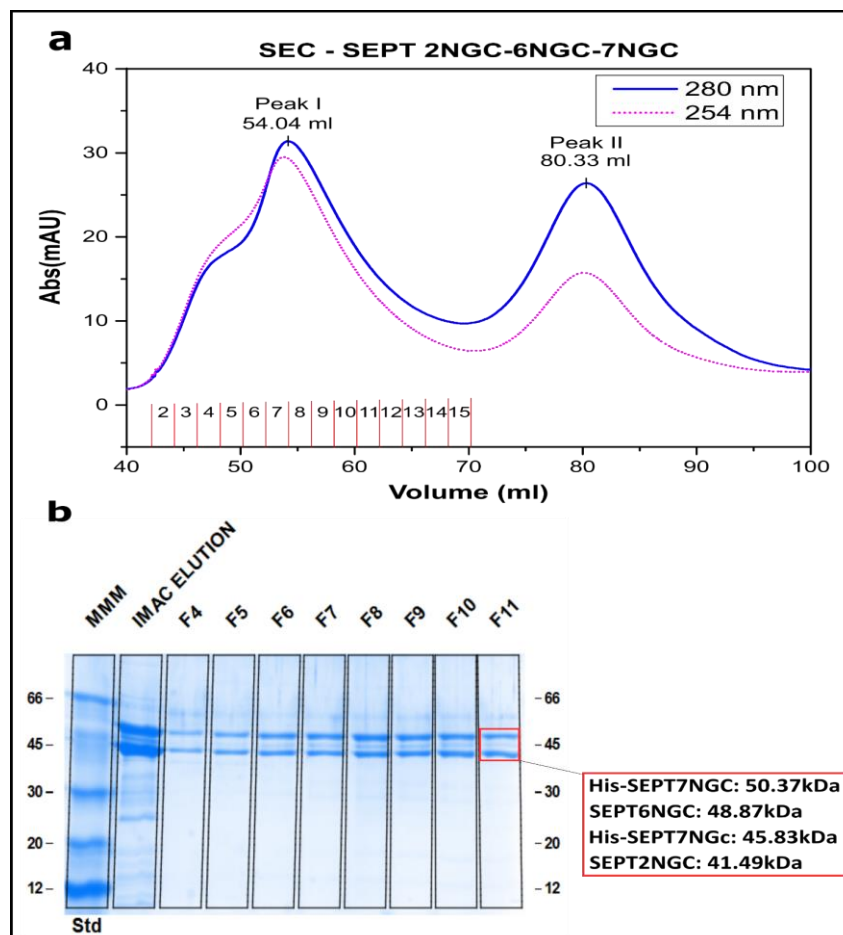 a
SEC - SEPT 2NGC-6NGC-7NGC
280 nm
254 nm
Peak I
54.04 ml
Peak II
80.33 ml
Abs(mAU)
40
30
20
10
0
2 3 4 5 6 7 8 9 10 11 12 13 14 15
40 50 60 70 80 90 100
Volume (ml)
b
MMM IMAC ELUTION F4 F5 F6 F7 F8 F9 F10 F11
66 – – 66
45 – – 45
30 – – 30
20 – – 20
12 – – 12
Std
His-SEPT7NGC: 50.37kDa
SEPT6NGC: 48.87kDa
His-SEPT7NGc: 45.83kDa
SEPT2NGC: 41.49kDa